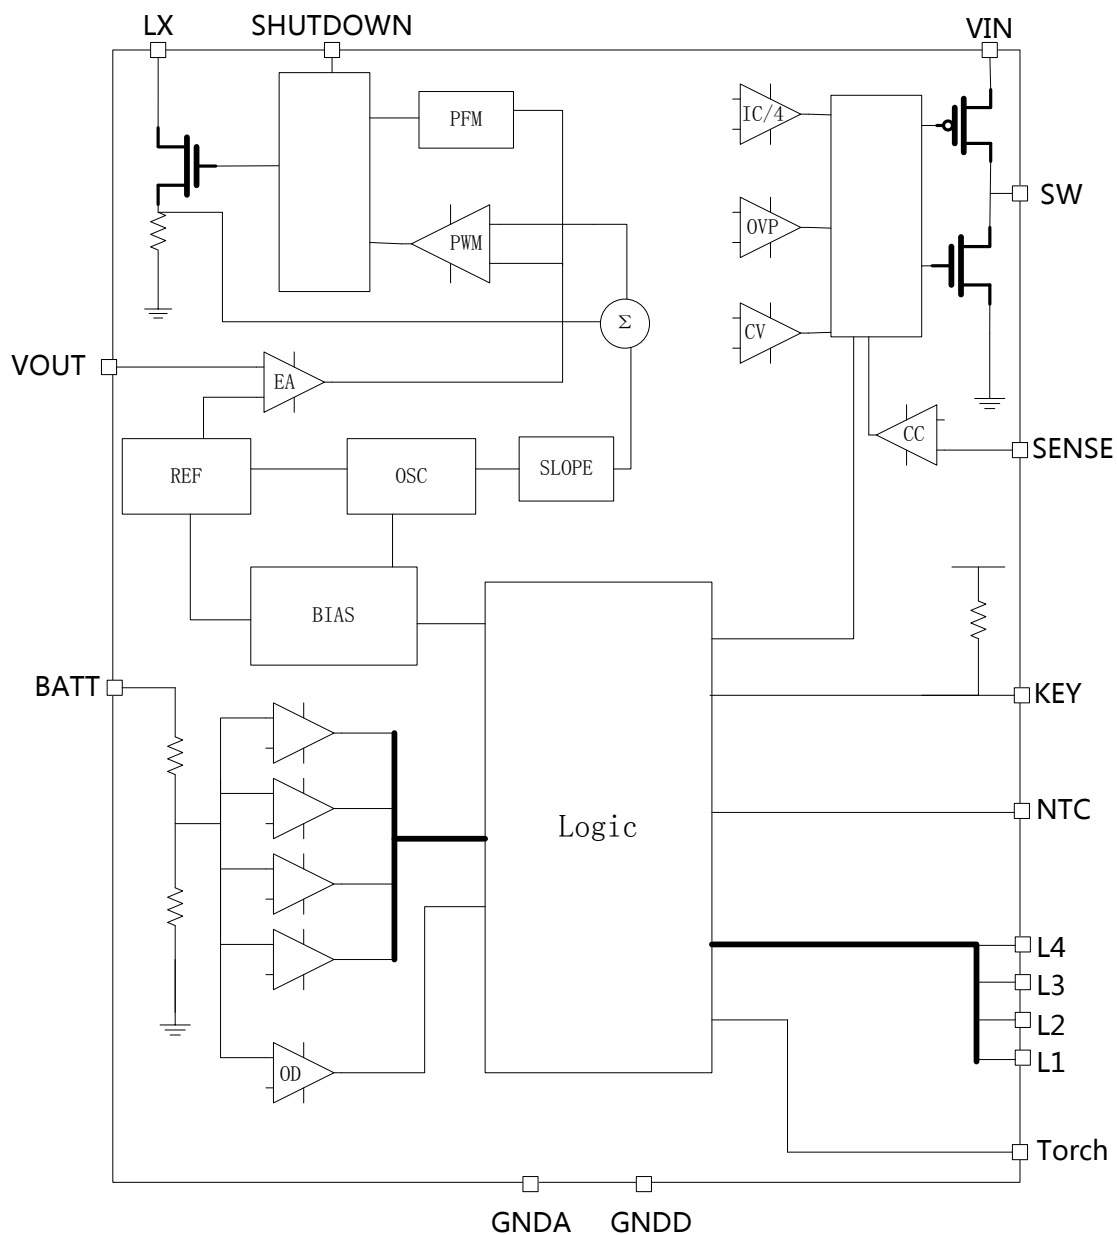 LX
SHUTDOWN
VIN
PFM
IC/4
SW
OVP
PWM
Σ
CV
VOUT
EA
CC
SENSE
REF
OSC
SLOPE
BIAS
BATT
KEY
NTC
Logic
L4
L3
L2
L1
OD
Torch
GNDA
GNDD